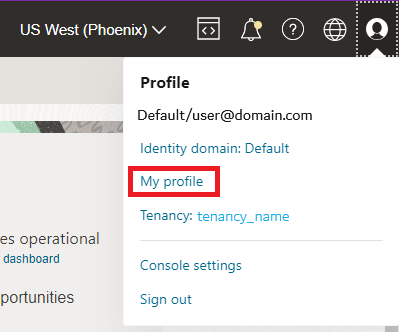 US West (Phoenix)
Profile
Default/user@domain.com
Identity domain: Default
My profile
Tenancy: tenancy_name
es operational
dashboard
portunities
Console settings
Sign out